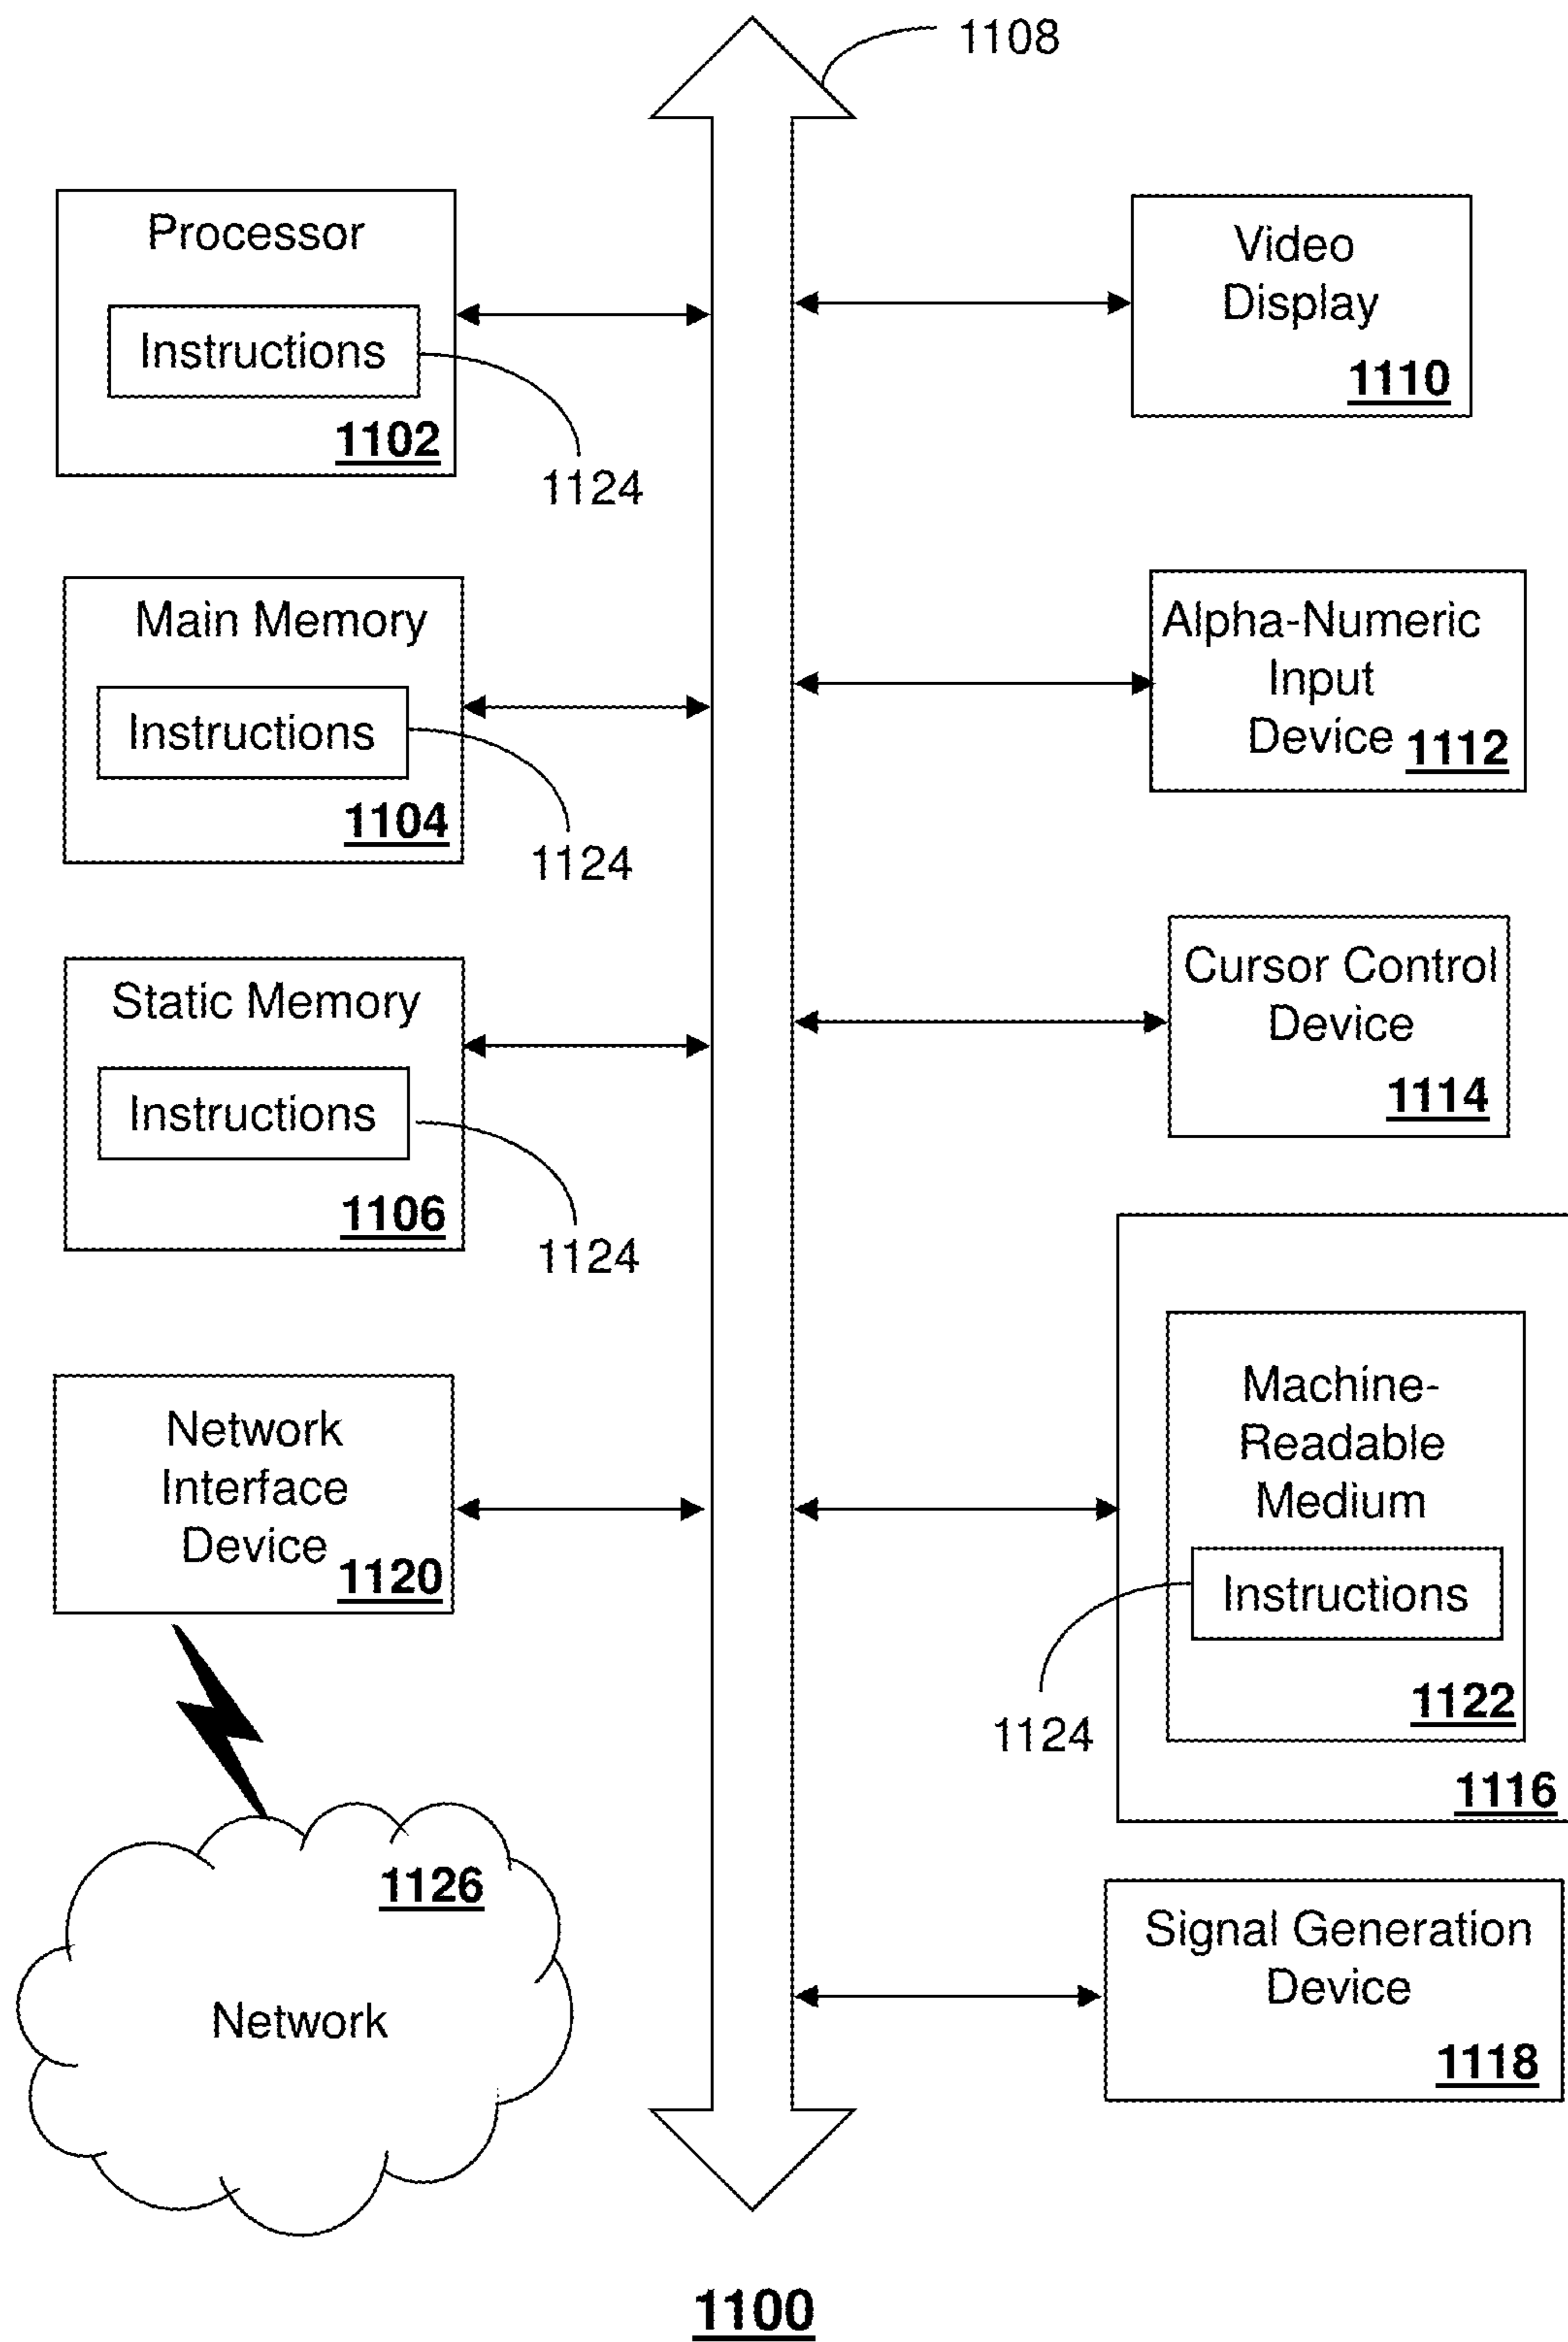 1108
Processor
Instructions
1102
1124
Video
Display
1110
Main Memory
Instructions
1104
1124
Alpha-Numeric
Input
Device 1112
Static Memory
Instructions
1106
1124
Cursor Control
Device
1114
Network
Interface
Device 1120
Machine-
Readable
Medium
Instructions
1124
1122
1116
1126
Network
Signal Generation
Device
1118
1100